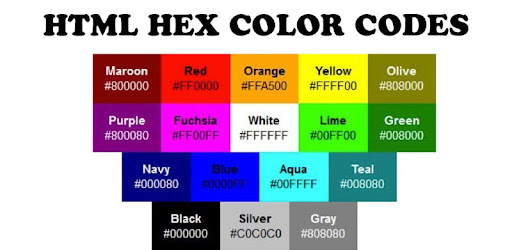 HTML HEX COLOR CODES
Maroon Red Orange Yellow Olive
#800000 #FF0000 #FFA500 #FFFF00 #808000
Purple Fuchsia White Lime Green
#800080 #FF00FF #FFFFFF #00FF00 #008000
Navy Blue Aqua Teal
#000080 #0000FF #00FFFF #008080
Black Silver Gray
#000000 #C0C0C0 #808080